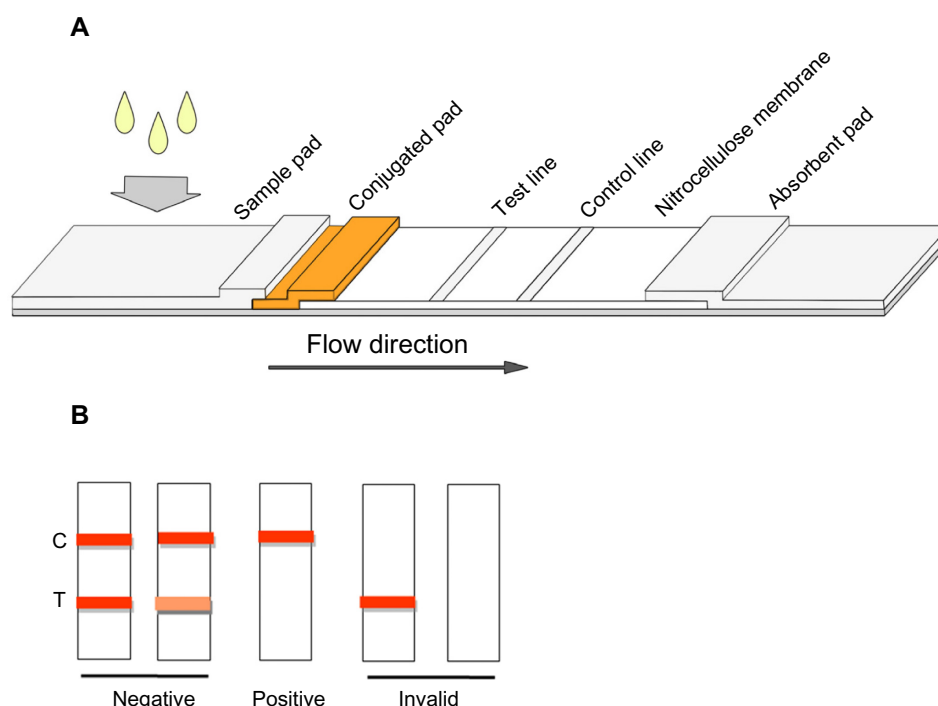 A
Sample pad
Conjugated pad
Test line
Control line
Nitrocellulose membrane
Absorbent pad
Flow direction
B
C
T
Negative
Positive
Invalid